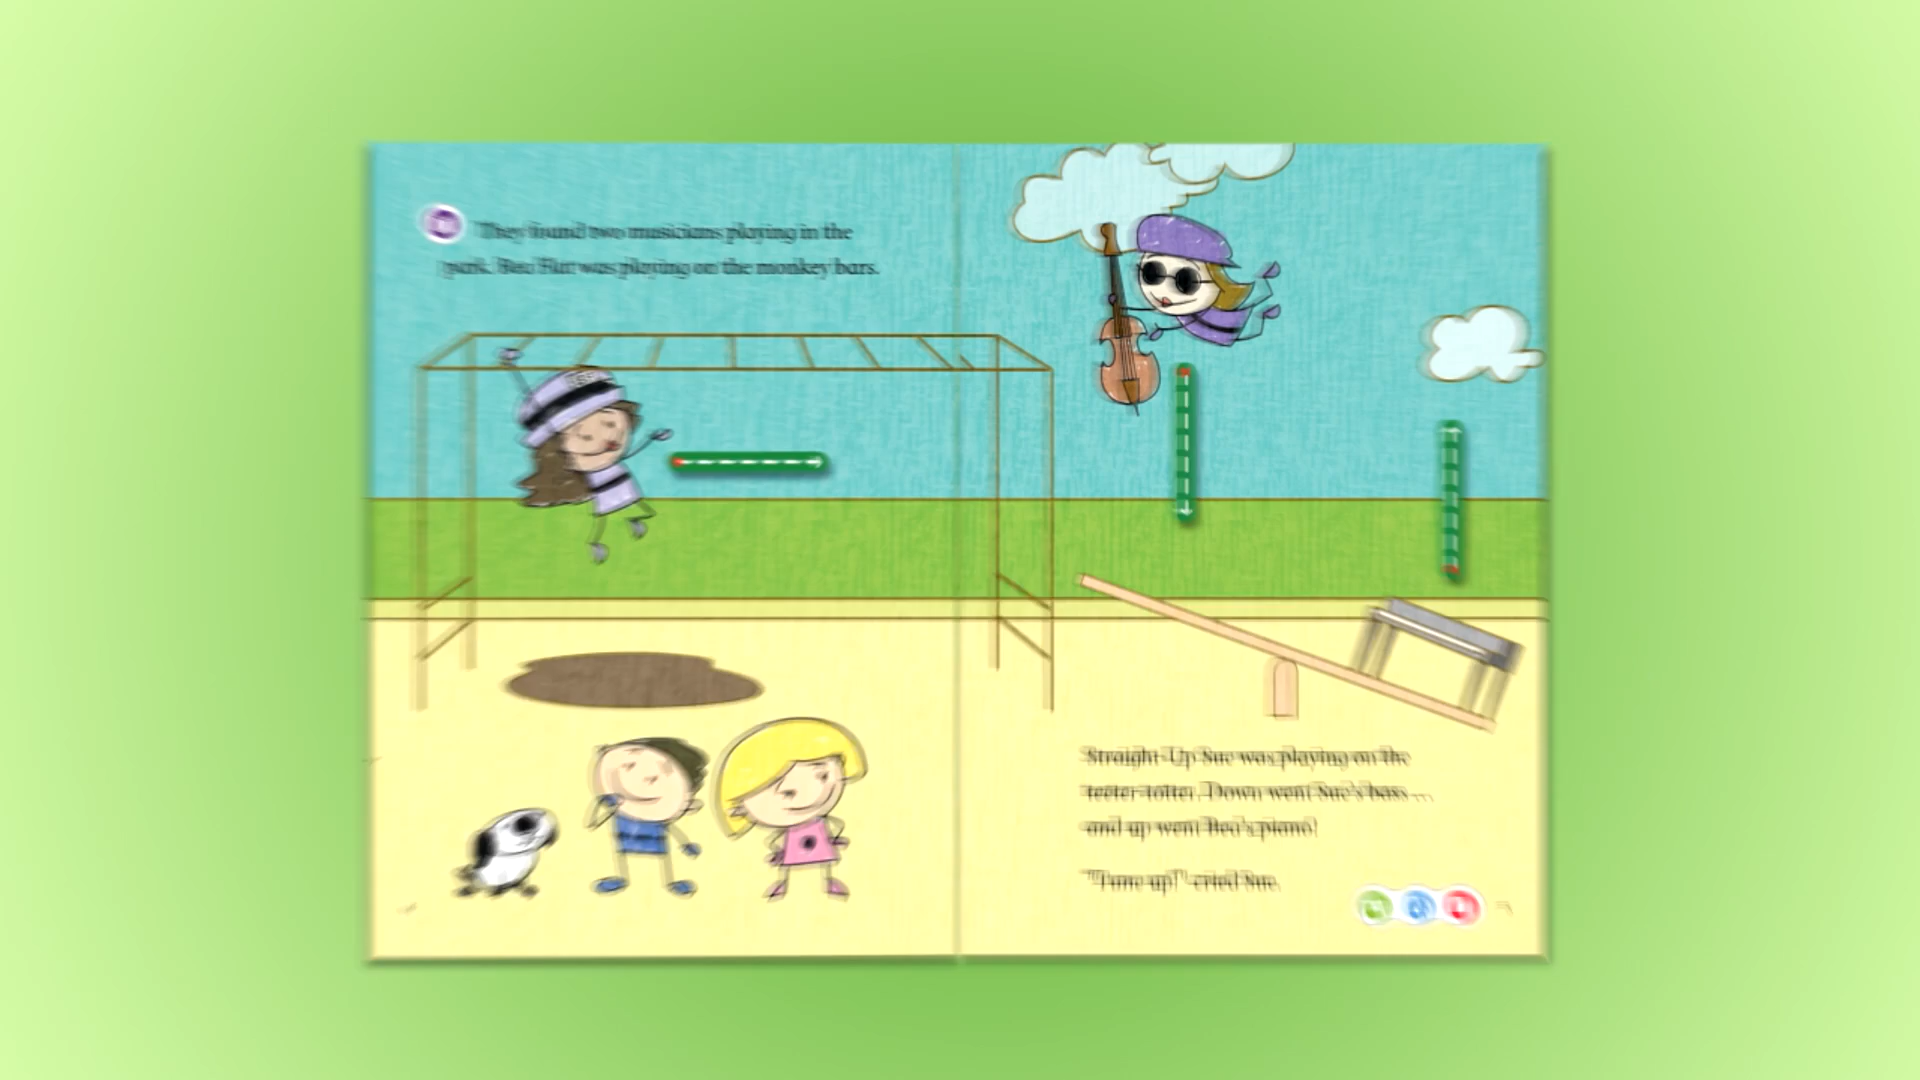 They found two musicians playing in the
park. Bea Flat was playing on the monkey bars.
Straight-Up Sue was playing on the
teeter-totter. Down went Sue's bass ...
and up went Bea's piano!
"Tune up!" cried Sue.